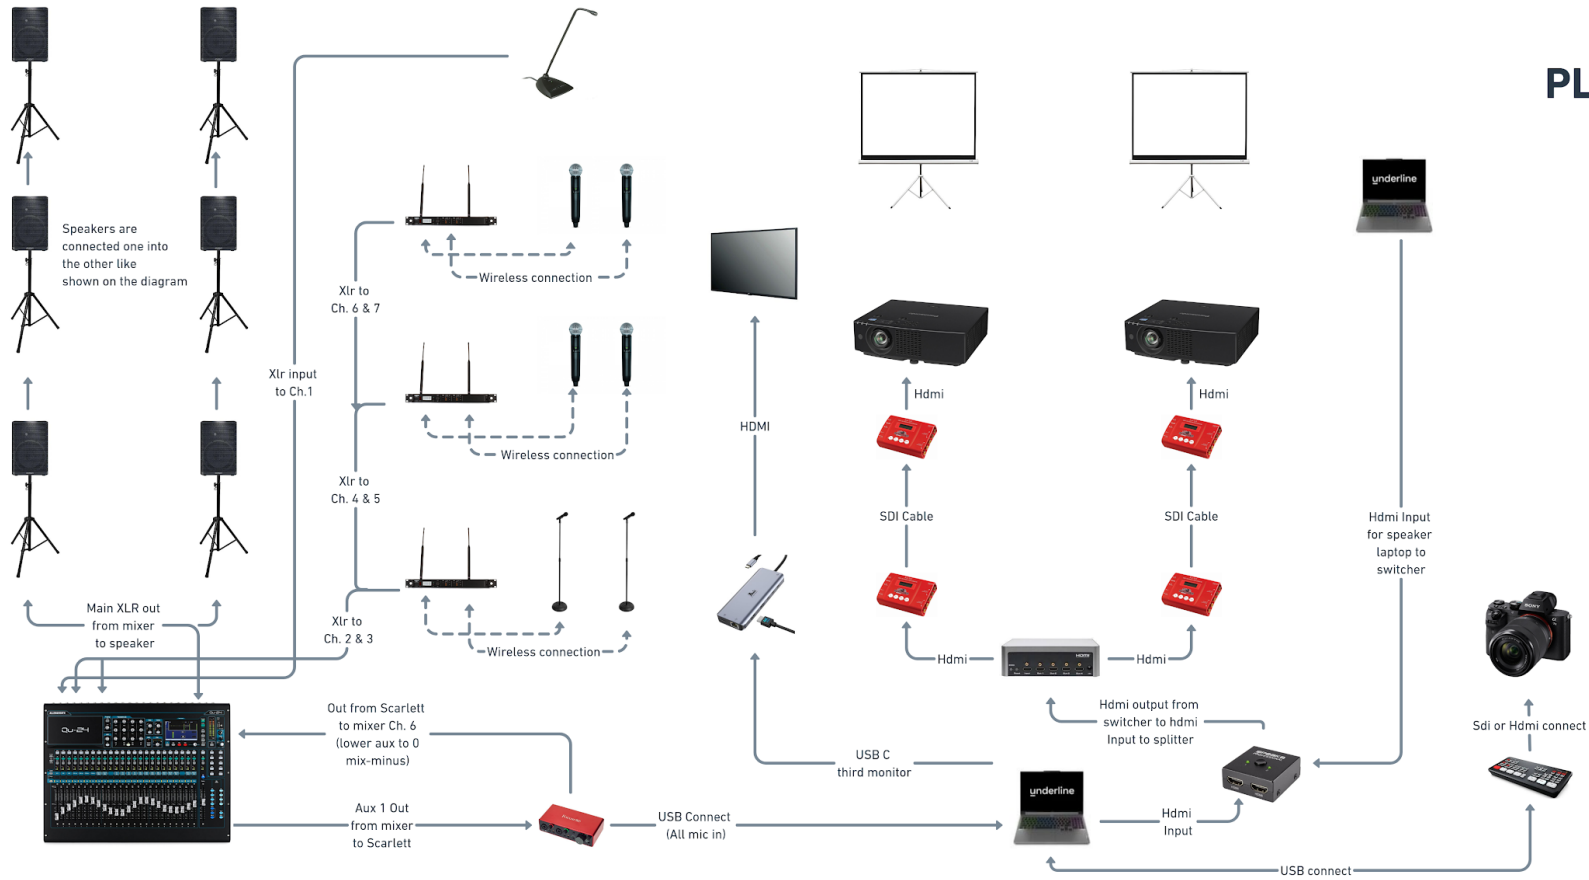 PL
underline
Speakers are
connected one into
the other like
shown on the diagram
Wireless connection
Xlr to
Ch. 6 & 7
Xlr input
to Ch.1
Hdmi
Hdmi
HDMI
Wireless connection
Xlr to
Ch. 4 & 5
SDI Cable
SDI Cable
Hdmi Input
for speaker
laptop to
switcher
Main XLR out
from mixer
to speaker
Xlr to
Ch. 2 & 3
Wireless connection
SONY
Hdmi
HDMI
Hdmi
Out from Scarlett
to mixer Ch. 6
(lower aux to 0
mix-minus)
Hdmi output from
switcher to hdmi
Input to splitter
Sdi or Hdmi connect
Qu-24
USB C
third monitor
underline
Aux 1 Out
from mixer
to Scarlett
USB Connect
(All mic in)
Hdmi
Input
USB connect